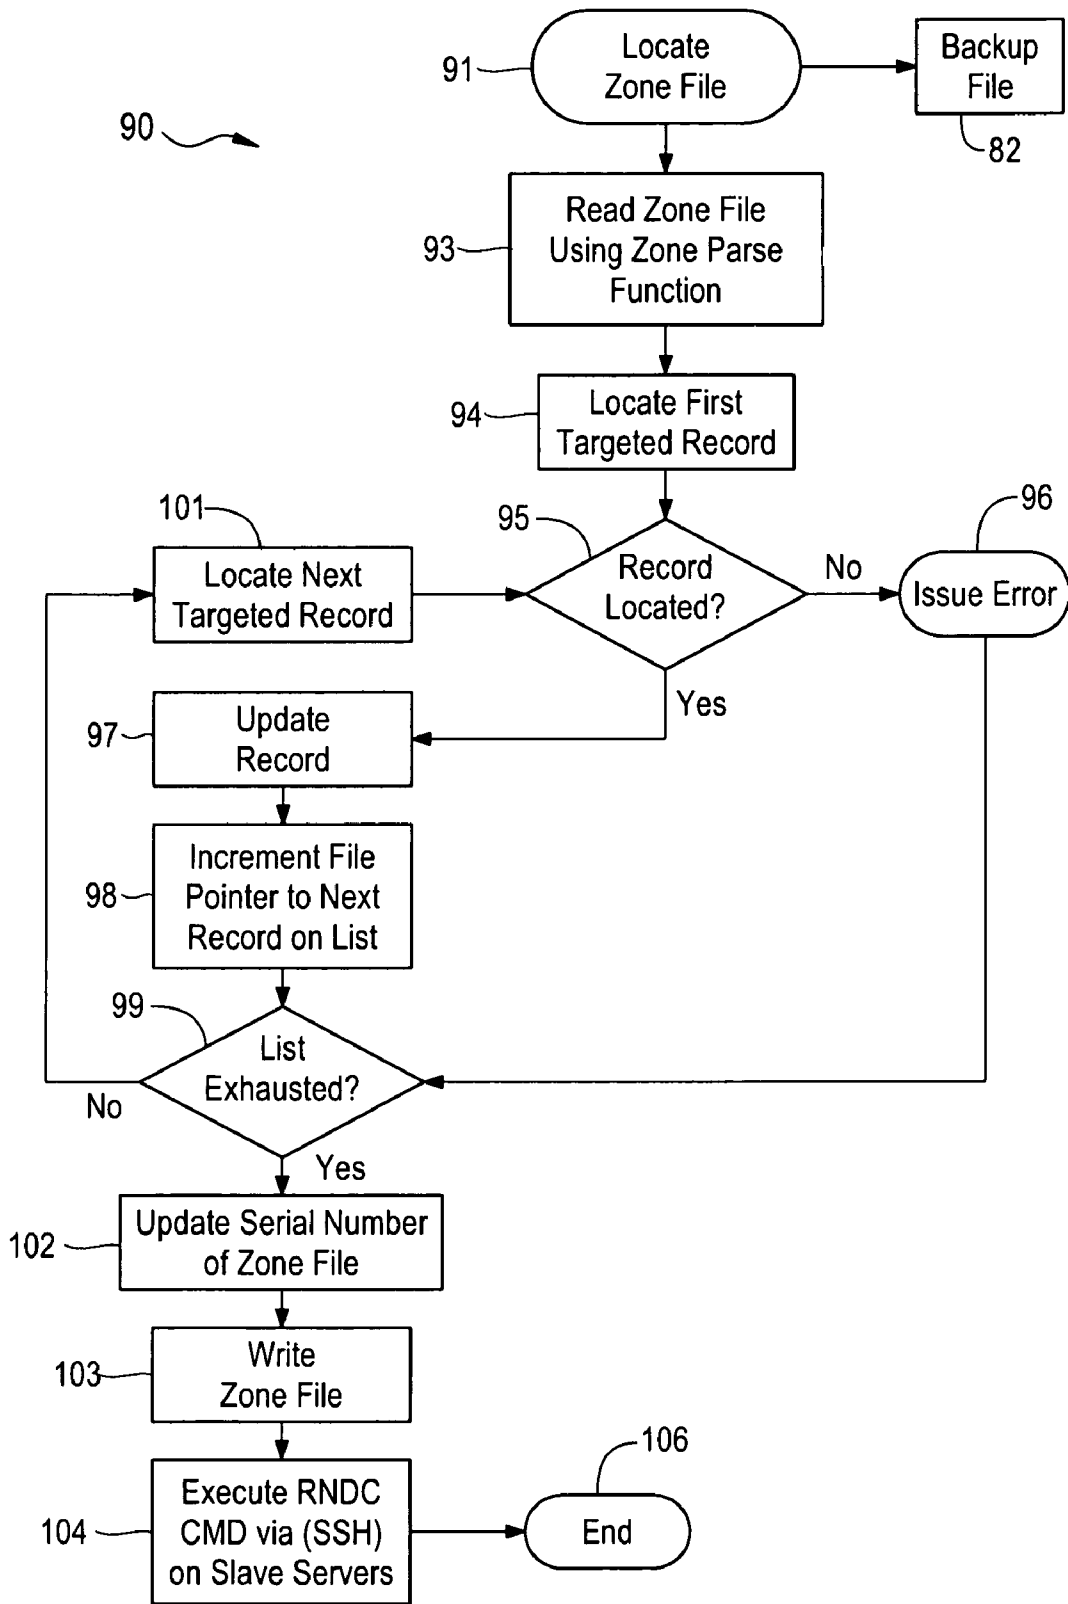 Locate
Zone File
91
Backup
File
82
90
Read Zone File
Using Zone Parse
Function
93
Locate First
Targeted Record
94
101
Locate Next
Targeted Record
95
Record
Located?
No
96
Issue Error
Yes
Update
Record
97
Increment File
Pointer to Next
Record on List
98
99
List
Exhausted?
No
Yes
Update Serial Number
of Zone File
102
Write
Zone File
103
Execute RNDC
CMD via (SSH)
on Slave Servers
104
106
End